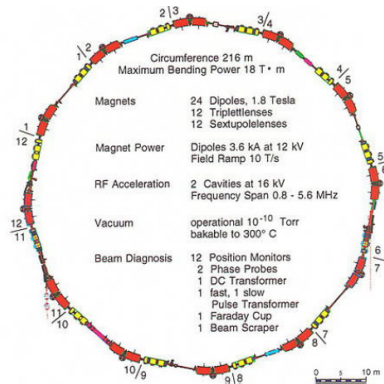 2/3
3/4
1/2
Circumference 216 m
Maximum Bending Power 18 T • m
4/5
Magnets 24 Dipoles, 1.8 Tesla
12 Triplettlenses
12 Sextupolelenses
1
12
Magnet Power Dipoles 3.6 kA at 12 kV
Field Ramp 10 T/s
5
6
RF Acceleration 2 Cavities at 16 kV
Frequency Span 0.8 - 5.6 MHz
12
11
Vacuum operational 10⁻¹⁰ Torr
bakable to 300° C
6
7
Beam Diagnosis 12 Position Monitors
2 Phase Probes
1 DC Transformer
1 fast, 1 slow
Pulse Transformer
1 Faraday Cup
1 Beam Scraper
11
10
8/7
10/9
9/8
0 5 10 m